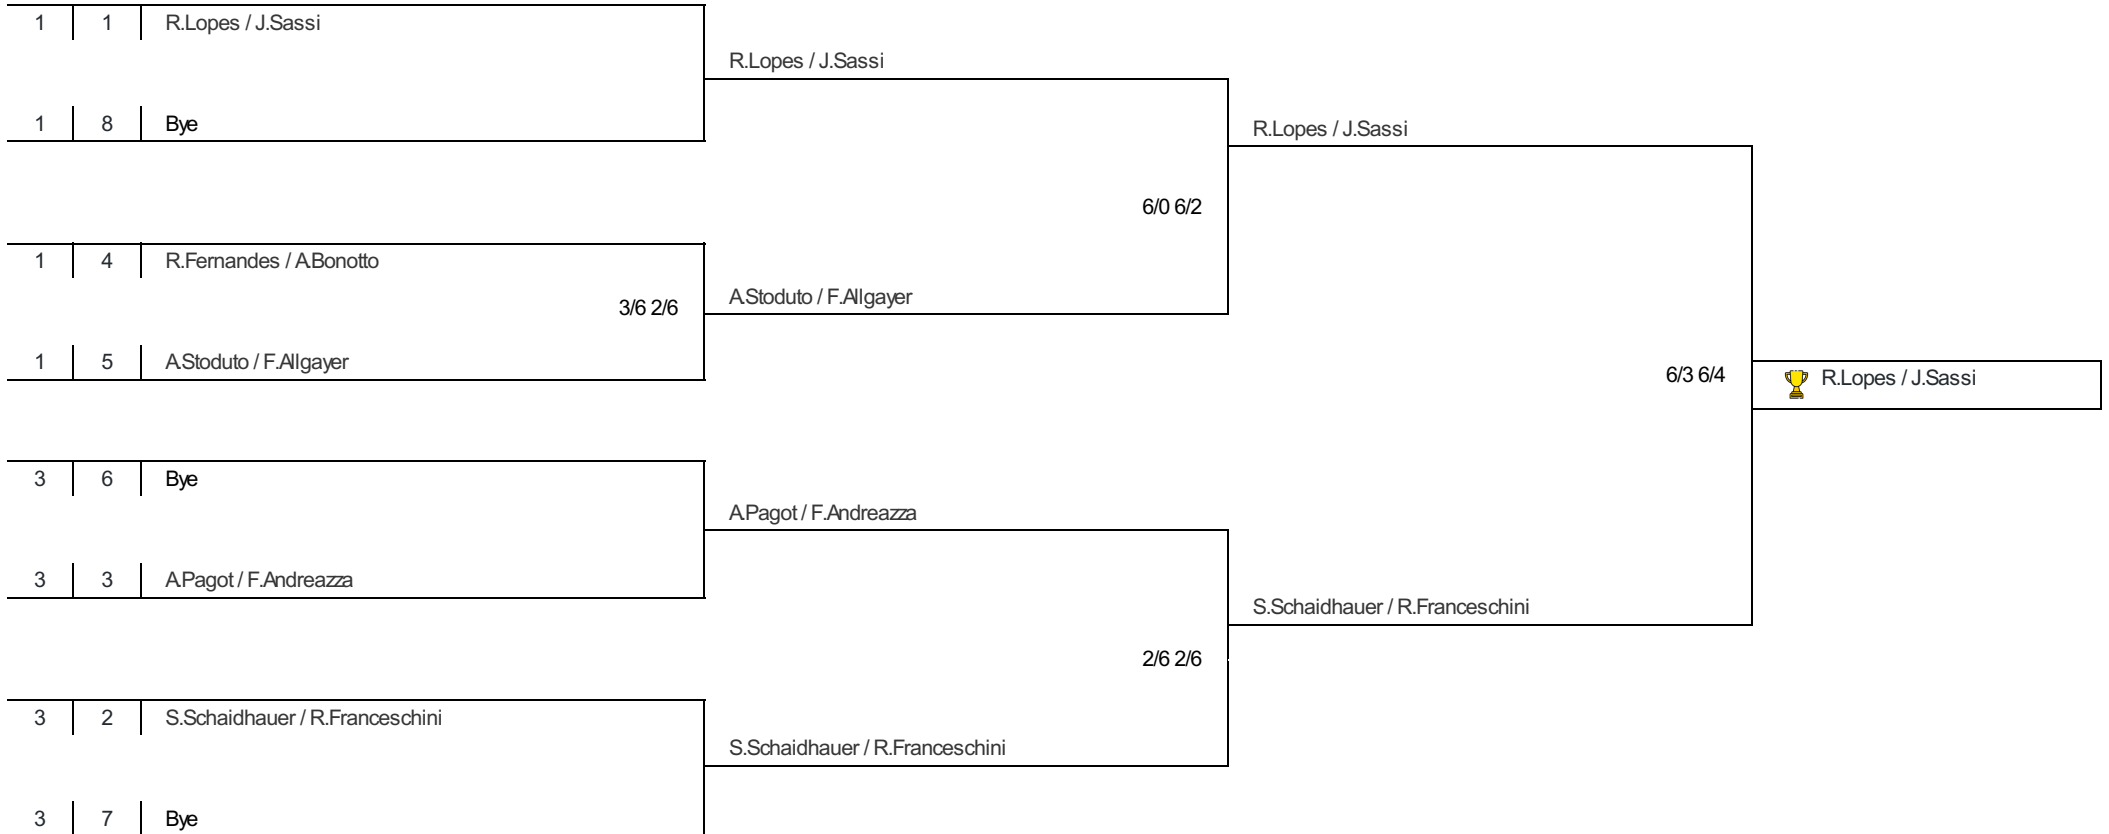 1 1 R.Lopes / J.Sassi
R.Lopes / J.Sassi
1 8 Bye
R.Lopes / J.Sassi
6/0 6/2
1 4 R.Fernandes / A.Bonotto
3/6 2/6
A.Stoduto / F.Allgayer
1 5 A.Stoduto / F.Allgayer
6/3 6/4
R.Lopes / J.Sassi
3 6 Bye
A.Pagot / F.Andreazza
3 3 A.Pagot / F.Andreazza
S.Schaidhauer / R.Franceschini
2/6 2/6
3 2 S.Schaidhauer / R.Franceschini
S.Schaidhauer / R.Franceschini
3 7 Bye